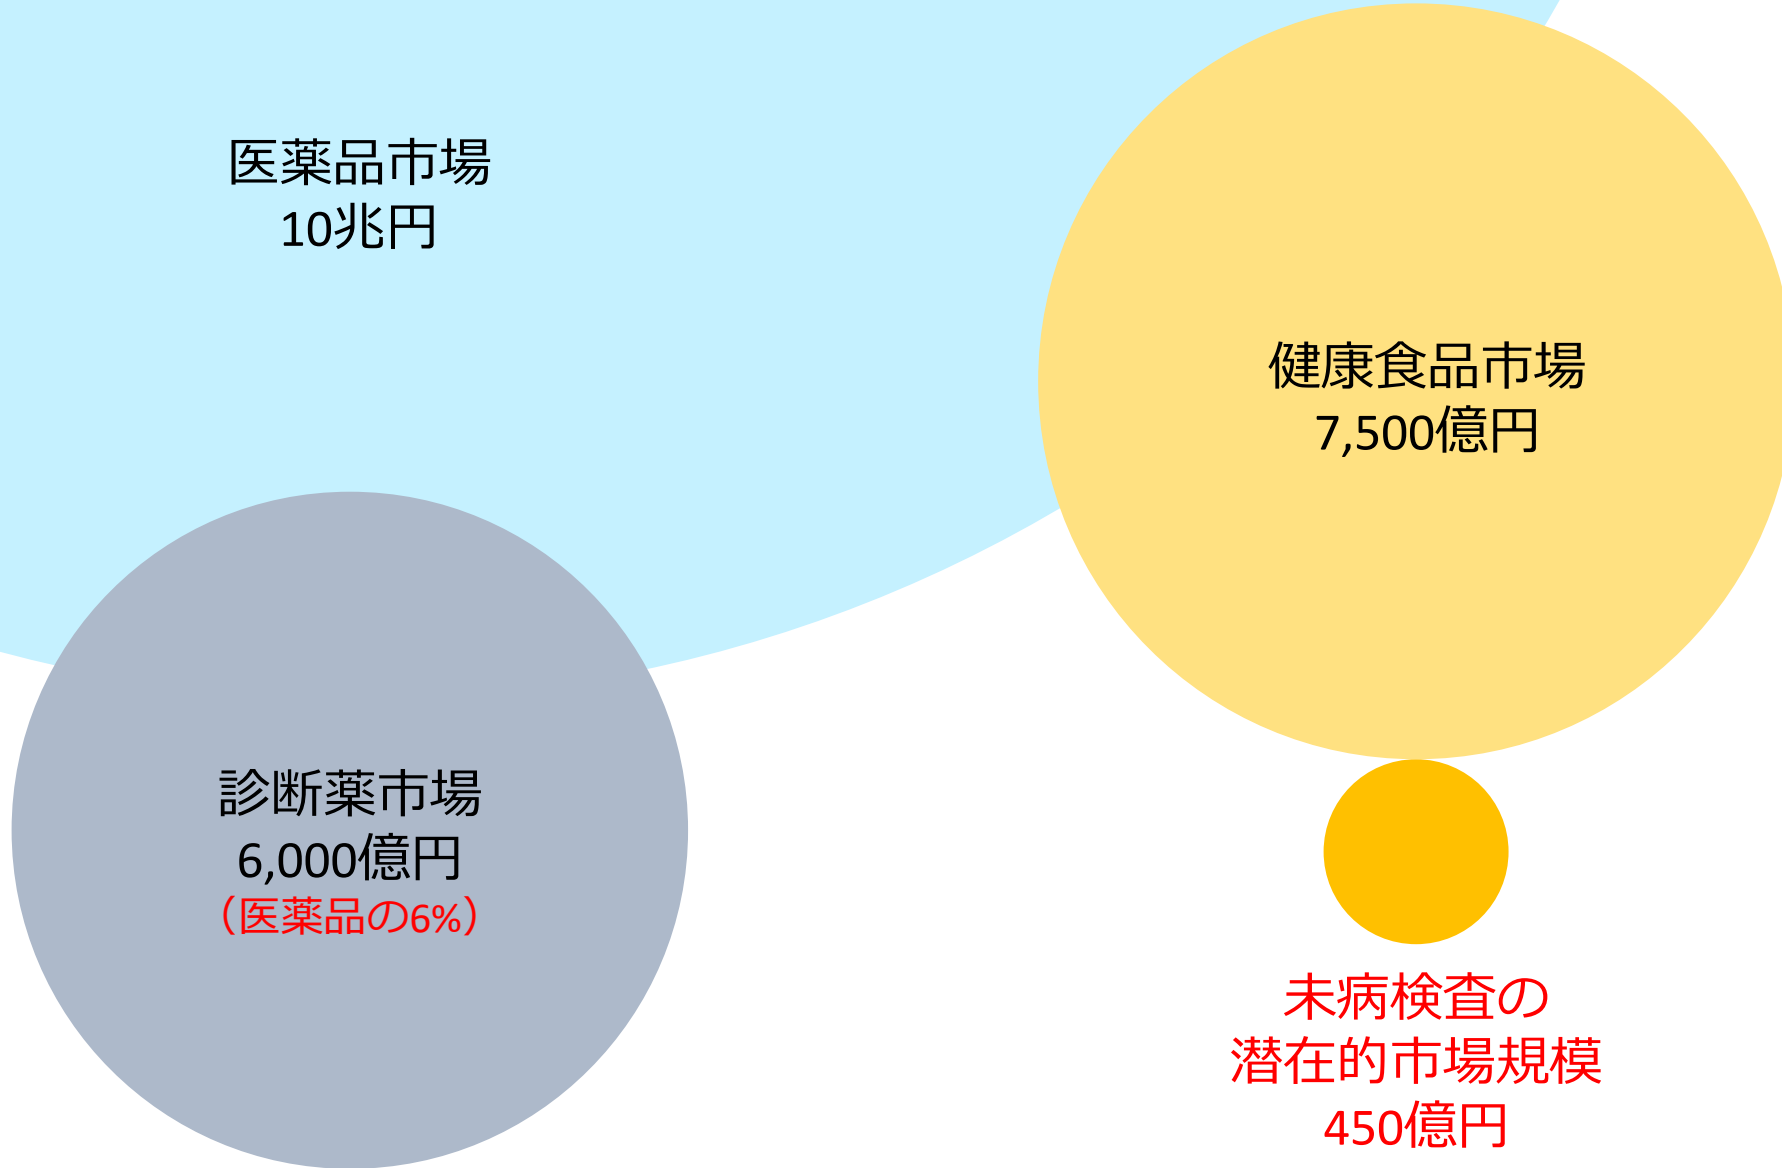 医薬品市場
10兆円
健康食品市場
7,500億円
診断薬市場
6,000億円
（医薬品の6%）
未病検査の
潜在的市場規模
450億円